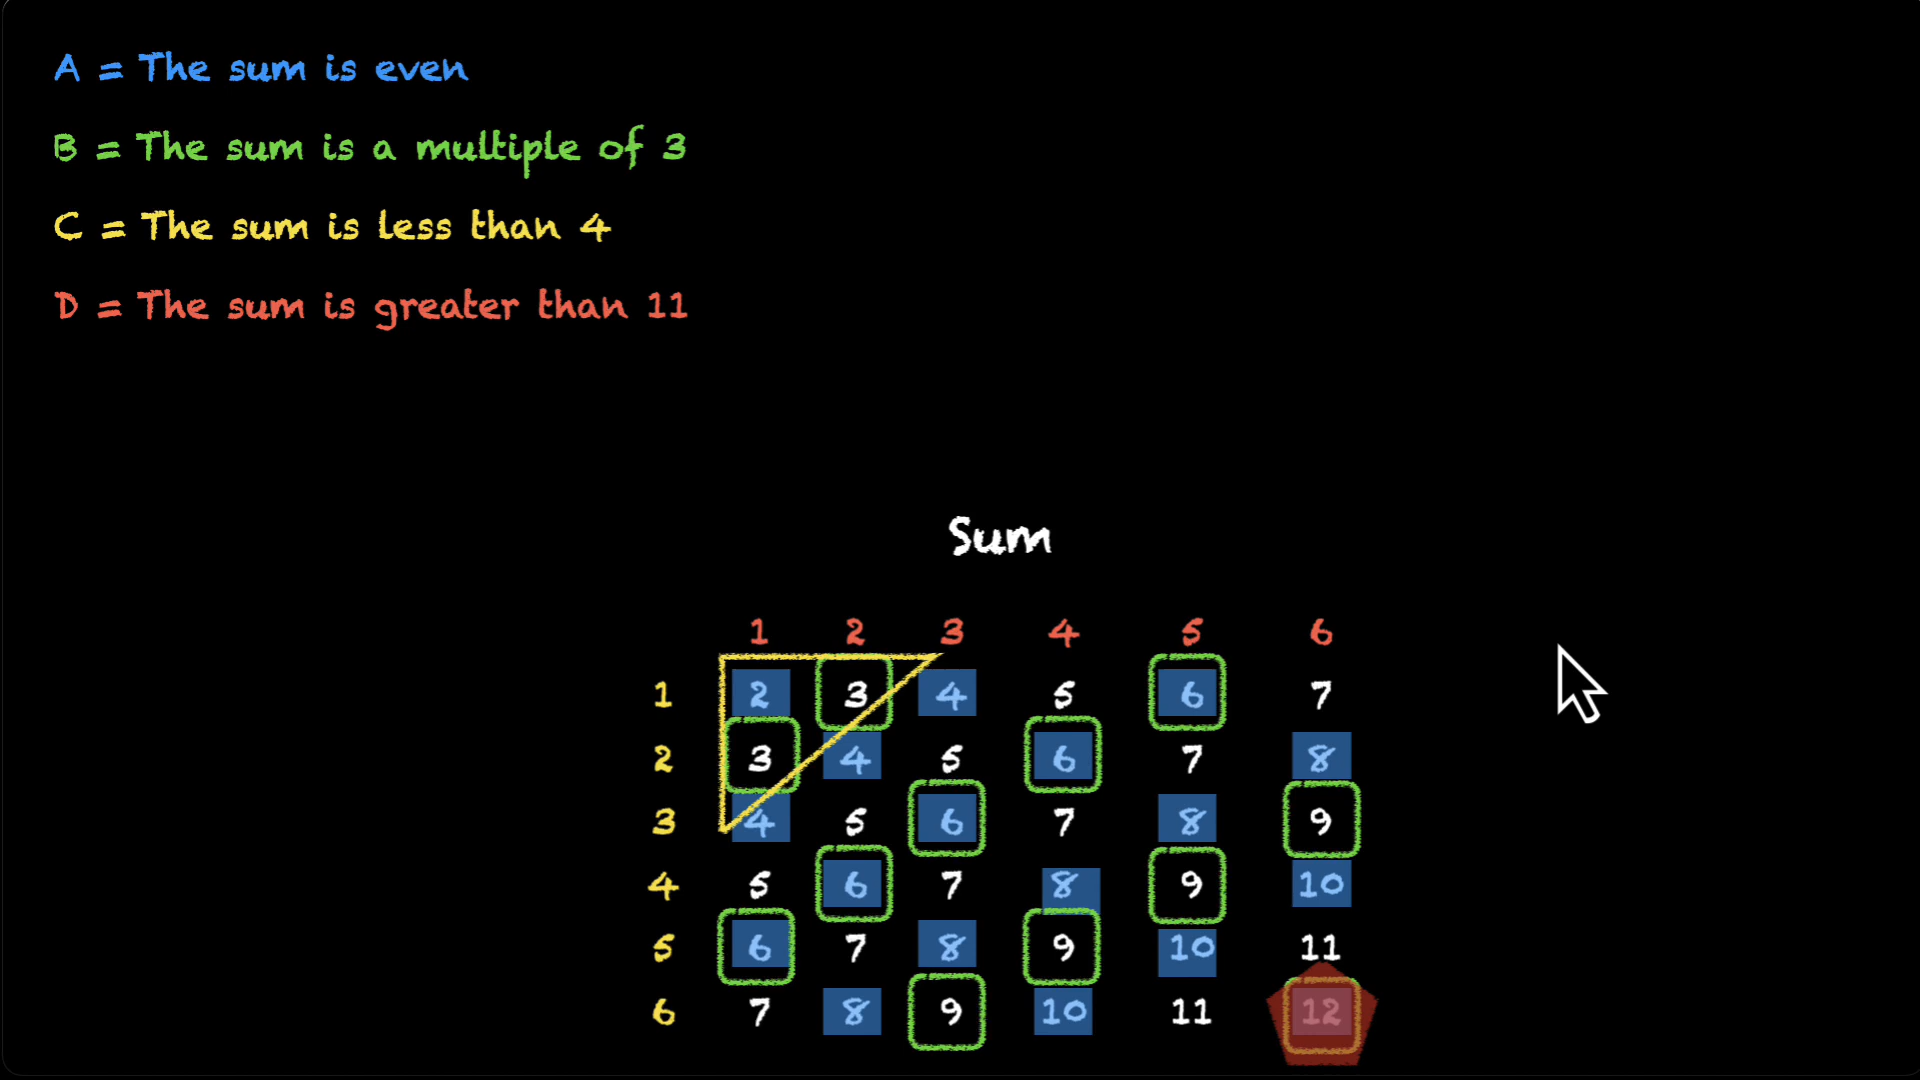 A = The sum is even
B = The sum is a multiple of 3
C = The sum is less than 4
D = The sum is greater than 11
Sum
1 2 3 4 5 6
1 2 3 4 5 6 7
2 3 4 5 6 7 8
3 4 5 6 7 8 9
4 5 6 7 8 9 10
5 6 7 8 9 10 11
6 7 8 9 10 11 12